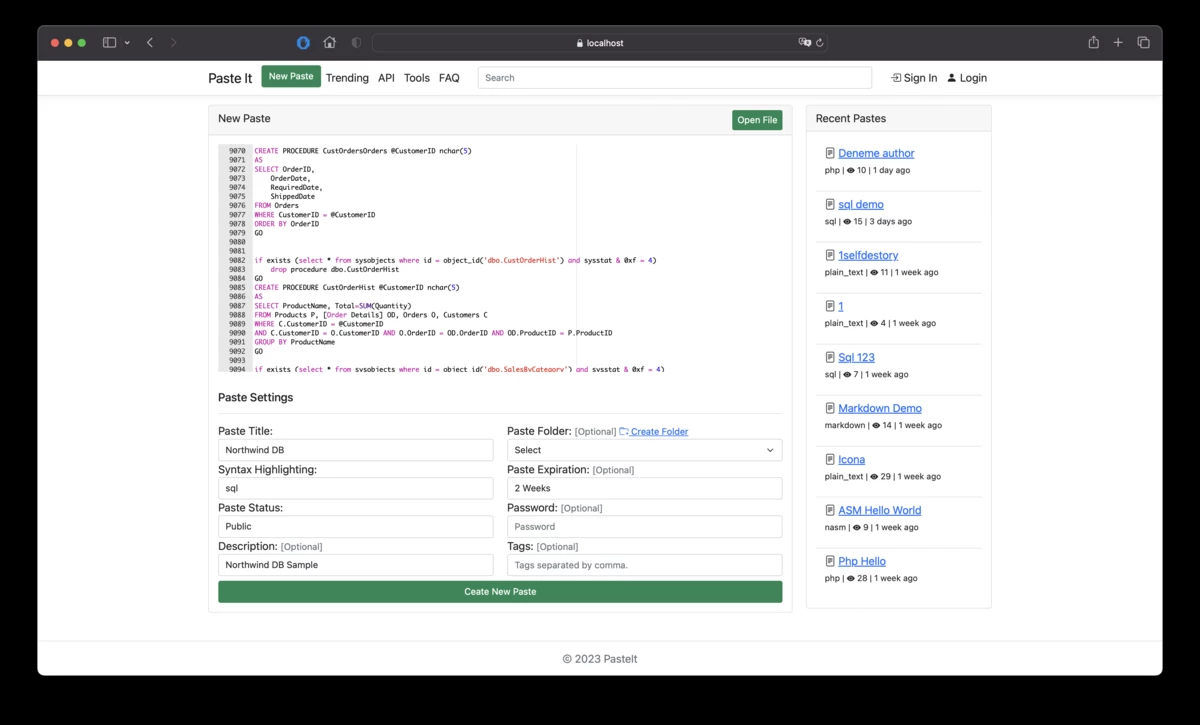 localhost
Paste It New Paste Trending API Tools FAQ Search Sign In Login
New Paste Open File
9070 CREATE PROCEDURE CustOrdersOrders @CustomerID nchar(5)
9071 AS
9072 SELECT OrderID,
9073 OrderDate,
9074 RequiredDate,
9075 ShippedDate
9076 FROM Orders
9077 WHERE CustomerID = @CustomerID
9078 ORDER BY OrderID
9079 GO
9080
9081
9082 if exists (select * from sysobjects where id = object_id('dbo.CustOrderHist') and sysstat & 0xf = 4)
9083 drop procedure dbo.CustOrderHist
9084 GO
9085 CREATE PROCEDURE CustOrderHist @CustomerID nchar(5)
9086 AS
9087 SELECT ProductName, Total=SUM(Quantity)
9088 FROM Products P, [Order Details] OD, Orders O, Customers C
9089 WHERE C.CustomerID = @CustomerID
9090 AND C.CustomerID = O.CustomerID AND O.OrderID = OD.OrderID AND OD.ProductID = P.ProductID
9091 GROUP BY ProductName
9092 GO
9093
9094 if exists (select * from sysobjects where id = object_id('dbo.SalesByCategory') and sysstat & 0xf = 4)
Paste Settings
Paste Title:
Northwind DB
Syntax Highlighting:
sql
Paste Status:
Public
Description: [Optional]
Northwind DB Sample
Paste Folder: [Optional] Create Folder
Select
Paste Expiration: [Optional]
2 Weeks
Password: [Optional]
Password
Tags: [Optional]
Tags separated by comma.
Ceate New Paste
Recent Pastes
Deneme author
php | 10 | 1 day ago
sql demo
sql | 15 | 3 days ago
1selfdestory
plain_text | 11 | 1 week ago
1
plain_text | 4 | 1 week ago
Sql 123
sql | 7 | 1 week ago
Markdown Demo
markdown | 14 | 1 week ago
Icona
plain_text | 29 | 1 week ago
ASM Hello World
nasm | 9 | 1 week ago
Php Hello
php | 28 | 1 week ago
© 2023 PasteIt